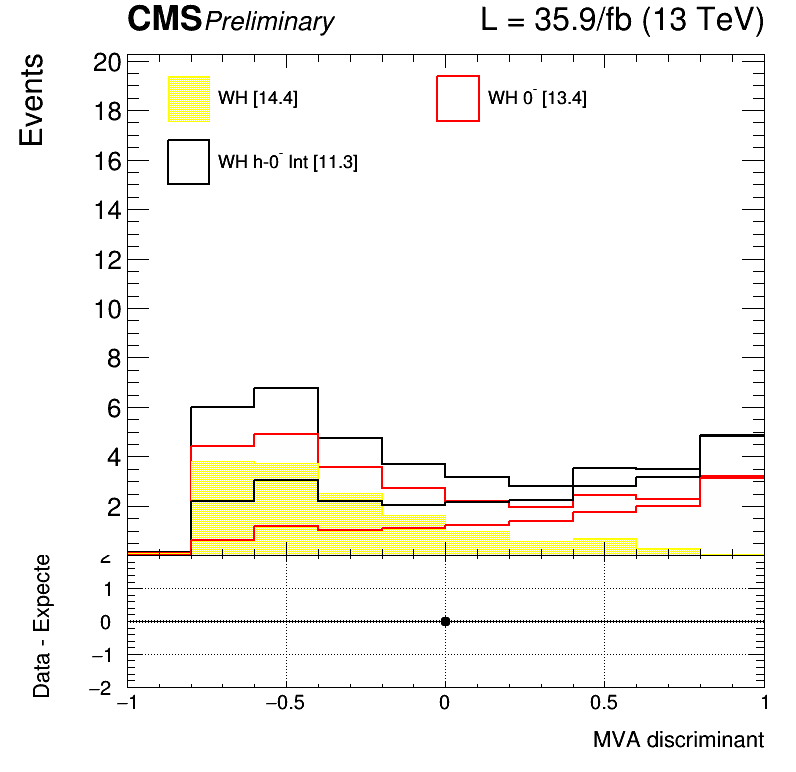 CMS Preliminary L = 35.9/fb (13 TeV)
Events
20
18
16
14
12
10
8
6
4
2
WH [14.4]
WH 0⁻ [13.4]
WH h-0⁻ Int [11.3]
Data - Expecte
2
1
0
−1
−2
−1 −0.5 0 0.5 1
MVA discriminant